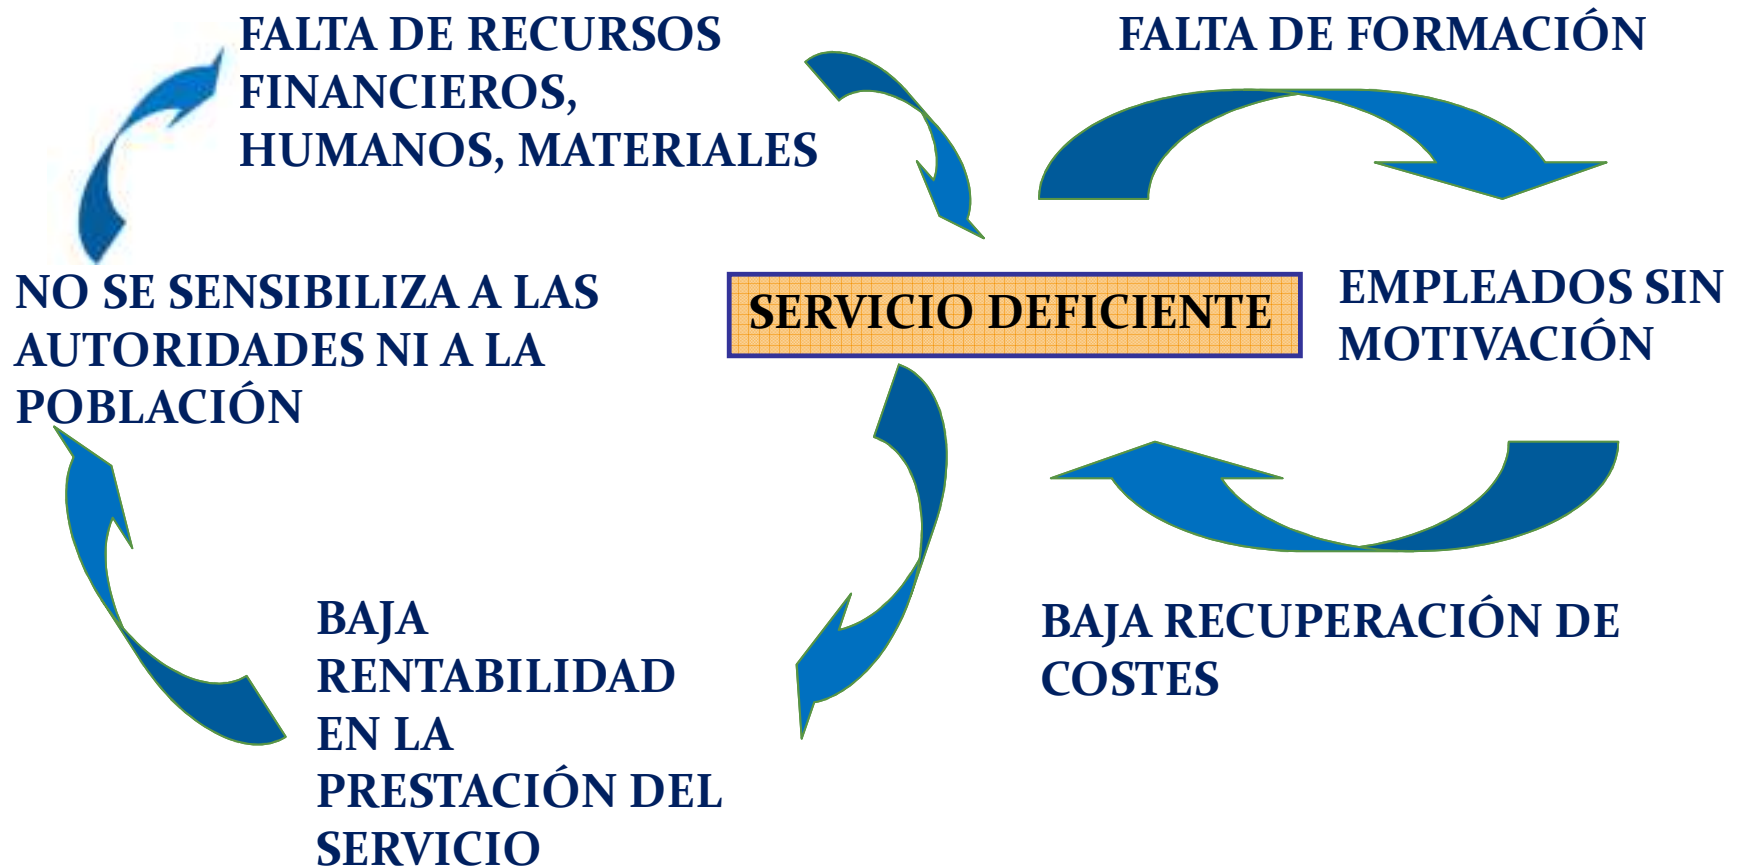 FALTA DE RECURSOS
FINANCIEROS,
HUMANOS, MATERIALES
FALTA DE FORMACIÓN
NO SE SENSIBILIZA A LAS
AUTORIDADES NI A LA
POBLACIÓN
SERVICIO DEFICIENTE
EMPLEADOS SIN
MOTIVACIÓN
BAJA
RENTABILIDAD
EN LA
PRESTACIÓN DEL
SERVICIO
BAJA RECUPERACIÓN DE
COSTES